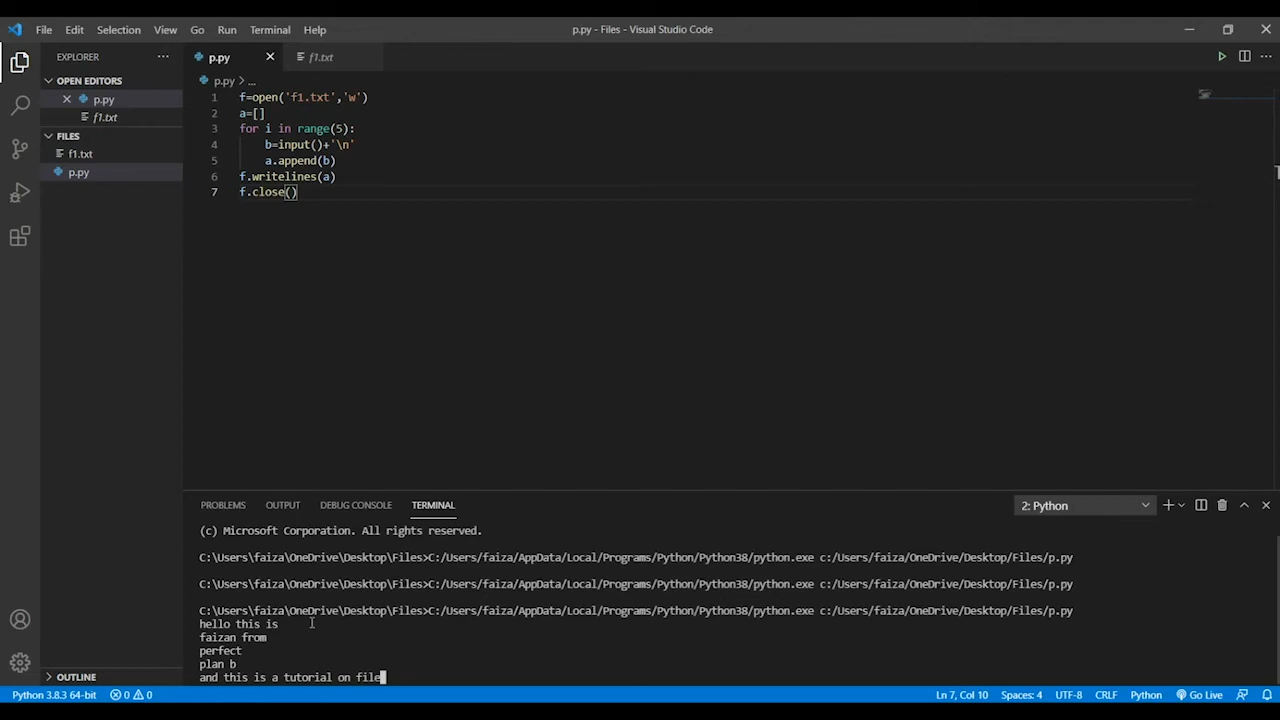 File Edit Selection View Go Run Terminal Help
p.py - Files - Visual Studio Code
EXPLORER
OPEN EDITORS
p.py
f1.txt
FILES
f1.txt
p.py
OUTLINE
p.py
f1.txt
p.py > ...
1 f=open('f1.txt','w')
2 a=[]
3 for i in range(5):
4 b=input()+'\n'
5 a.append(b)
6 f.writelines(a)
7 f.close()
PROBLEMS OUTPUT DEBUG CONSOLE TERMINAL
2: Python
(c) Microsoft Corporation. All rights reserved.
C:\Users\faiza\OneDrive\Desktop\Files>C:/Users/faiza/AppData/Local/Programs/Python/Python38/python.exe c:/Users/faiza/OneDrive/Desktop/Files/p.py
C:\Users\faiza\OneDrive\Desktop\Files>C:/Users/faiza/AppData/Local/Programs/Python/Python38/python.exe c:/Users/faiza/OneDrive/Desktop/Files/p.py
C:\Users\faiza\OneDrive\Desktop\Files>C:/Users/faiza/AppData/Local/Programs/Python/Python38/python.exe c:/Users/faiza/OneDrive/Desktop/Files/p.py
hello this is
faizan from
perfect
plan b
and this is a tutorial on file
Python 3.8.3 64-bit 0 0 Ln 7, Col 10 Spaces: 4 UTF-8 CRLF Python Go Live